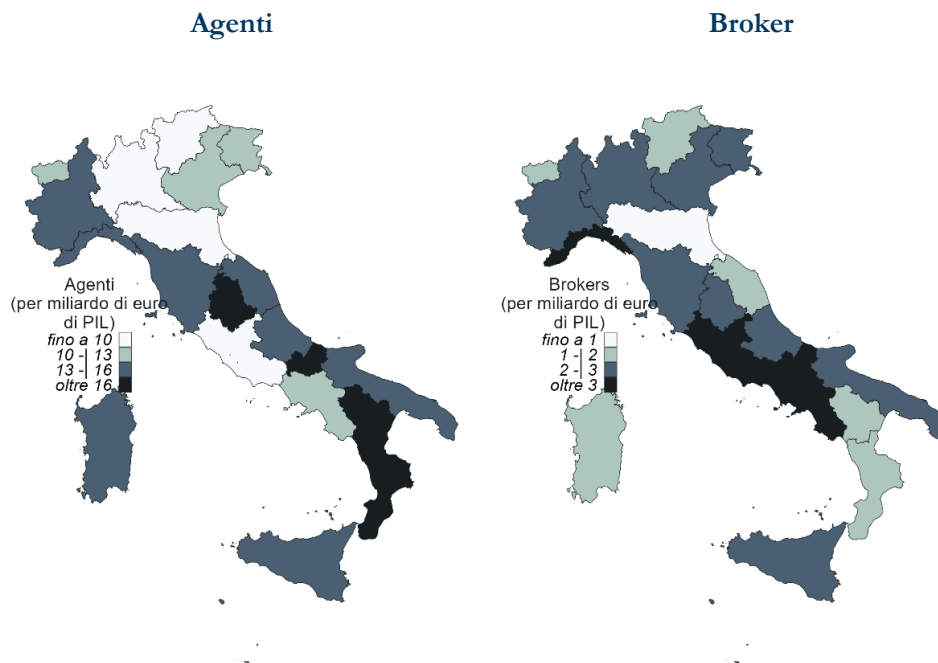 Agenti
Broker
Agenti
(per miliardo di euro
di PIL)
fino a 10
10 -| 13
13 -| 16
oltre 16
Brokers
(per miliardo di euro
di PIL)
fino a 1
1 -| 2
2 -| 3
oltre 3